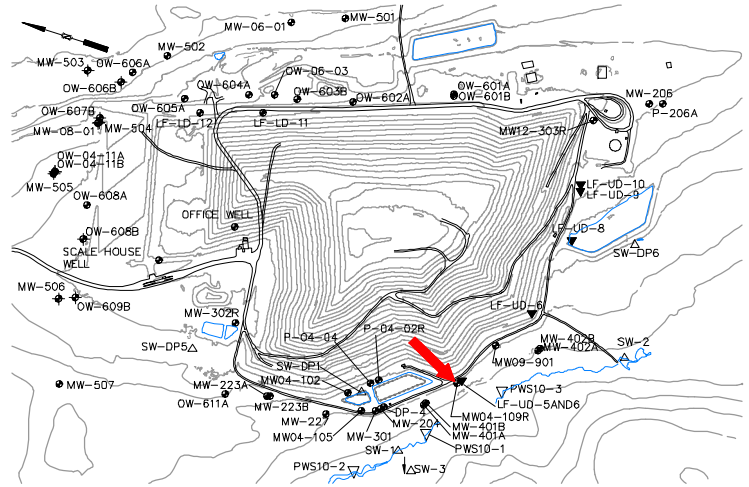 MW-501
MW-06-01
MW-502
MW-503
OW-606A
OW-606B
OW-06-03
OW-604A
OW-603B
OW-602A
OW-601A
OW-601B
MW-206
P-206A
OW-605A
LF-LD-12
LF-LD-11
OW-607B
MW-08-01
MW-504
MW12-303R
OW-04-11A
OW-04-11B
MW-505
OW-608A
LF-UD-10
LF-UD-9
OFFICE WELL
OW-608B
LF-UD-8
SCALE HOUSE
WELL
SW-DP6
MW-506
OW-609B
MW-302R
LF-UD-6
P-04-04
P-04-02R
MW-402B
MW-402A
SW-2
SW-DP5
SW-DP1
MW09-901
MW04-102
MW-507
MW-223A
PWS10-3
OW-611A
MW-223B
LF-UD-5AND6
MW-227
DP-4
MW04-109R
MW-204
MW-401B
MW04-105
MW-301
MW-401A
SW-1
PWS10-1
PWS10-2
SW-3